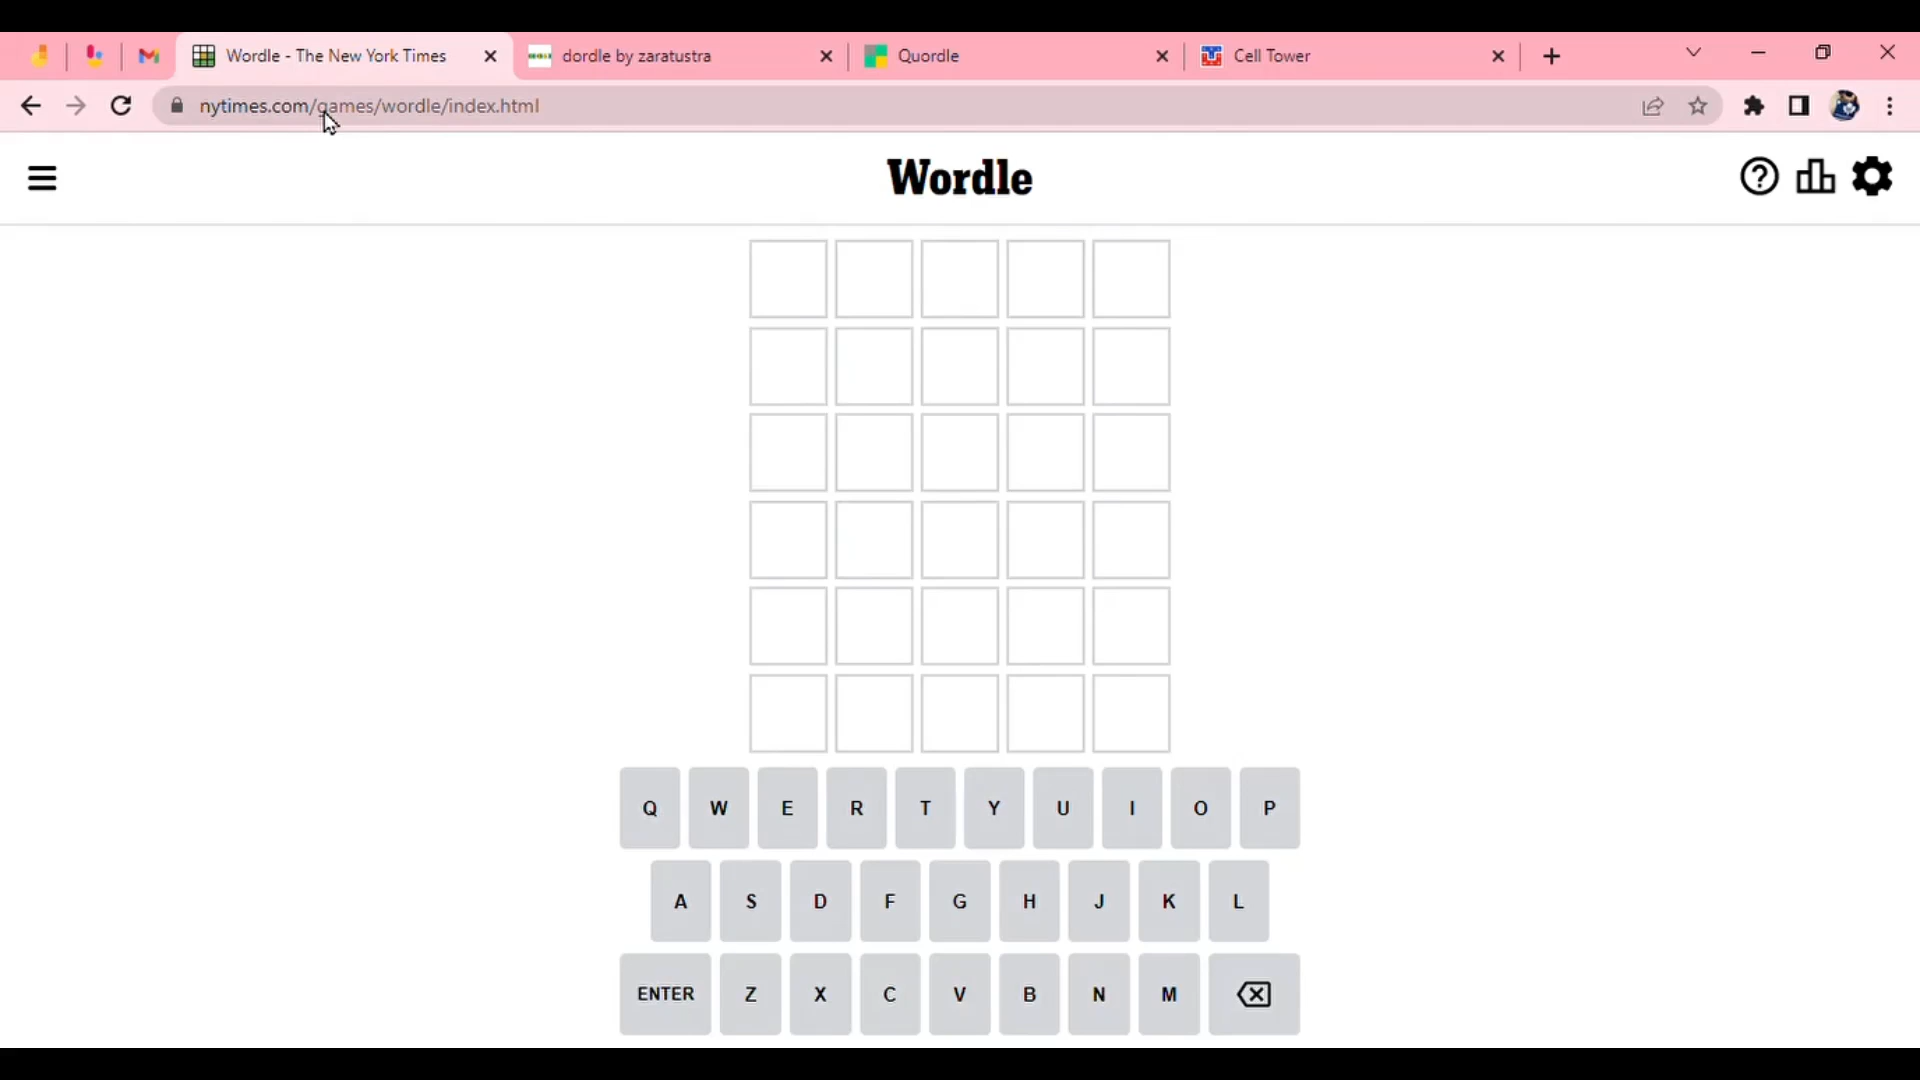 Wordle - The New York Times
dordle by zaratustra
Quordle
Cell Tower
nytimes.com/games/wordle/index.html
Wordle
Q W E R T Y U I O P
A S D F G H J K L
ENTER Z X C V B N M